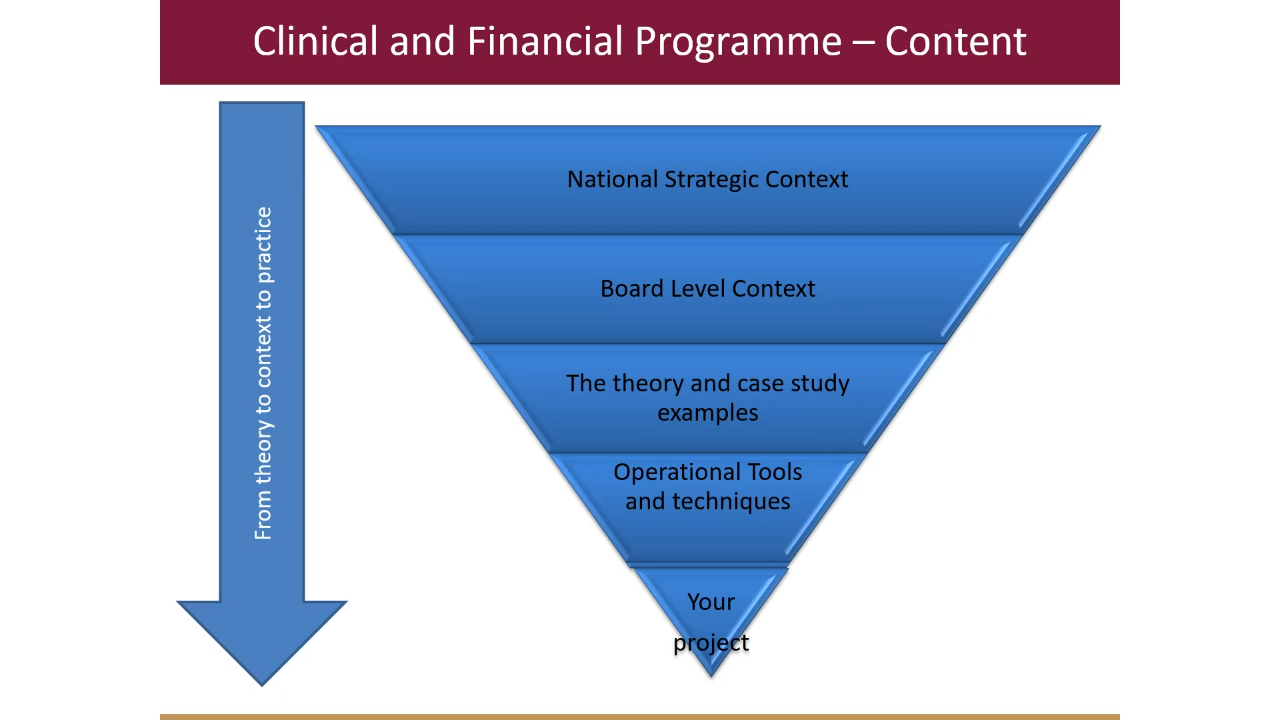 Clinical and Financial Programme – Content
From theory to context to practice
National Strategic Context
Board Level Context
The theory and case study
examples
Operational Tools
and techniques
Your
project